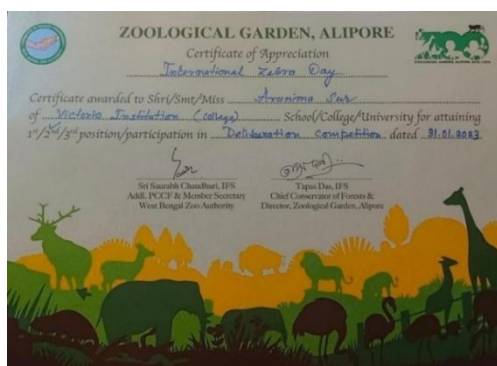 ZOOLOGICAL GARDEN, ALIPORE
Certificate of Appreciation
International Zebra Day
Certificate awarded to Shri/Smt/Miss Arunima Sur
of Victoria Institution (college) School/College/University for attaining
1st/2nd/3rd position/participation in Deliberation competition dated 31.01.2023
Sri Saurabh Chaudhuri, IFS
Addl. PCCF & Member Secretary
West Bengal Zoo Authority
Tapas Das, IFS
Chief Conservator of Forests &
Director, Zoological Garden, Alipore